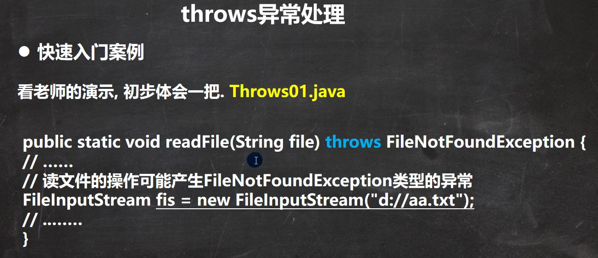 throws异常处理
● 快速入门案例
看老师的演示, 初步体会一把. Throws01.java
public static void readFile(String file) throws FileNotFoundException {
// ……
// 读文件的操作可能产生FileNotFoundException类型的异常
FileInputStream fis = new FileInputStream("d://aa.txt");
// ……..
}